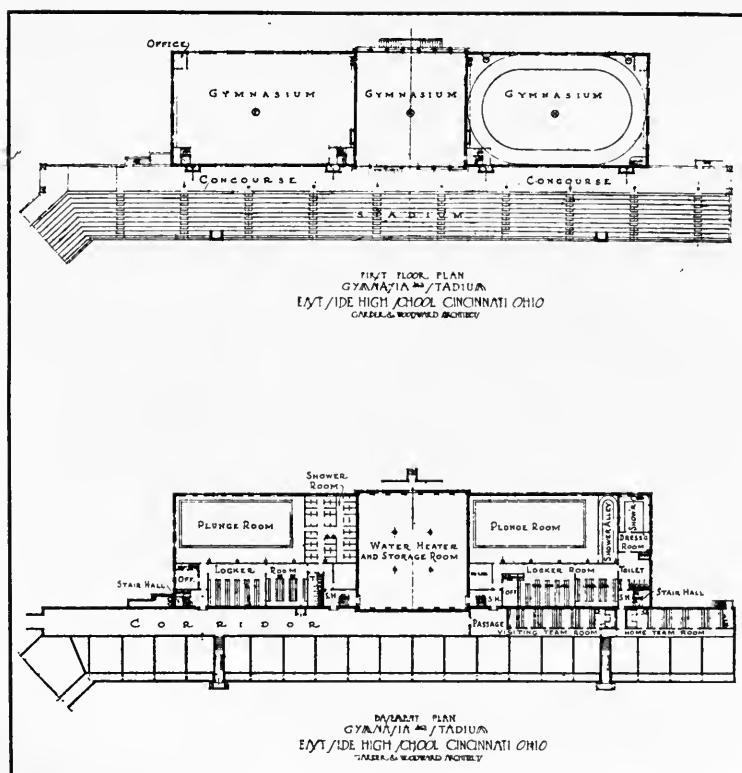 OFFICE
GYMNASIUM
GYMNASIUM
GYMNASIUM
CONCOURSE
CONCOURSE
STADIUM
FIRST FLOOR PLAN
GYMNASIA AND STADIUM
EAST SIDE HIGH SCHOOL CINCINNATI OHIO
GARBER & WOODWARD ARCHITECTS
SHOWER
ROOM
PLUNGE ROOM
WATER HEATER
AND STORAGE ROOM
PLUNGE ROOM
SHOWER ALLEY
SHOWR
DRESS'G
ROOM
OFF.
LOCKER ROOM
LOCKER ROOM
TOILET
STAIR HALL
OFF
S.H.
S.H.
STAIR HALL
CORRIDOR
PASSAGE
VISITING TEAM ROOM
HOME TEAM ROOM
BASEMENT PLAN
GYMNASIA AND STADIUM
EAST SIDE HIGH SCHOOL CINCINNATI OHIO
GARBER & WOODWARD ARCHITECTS